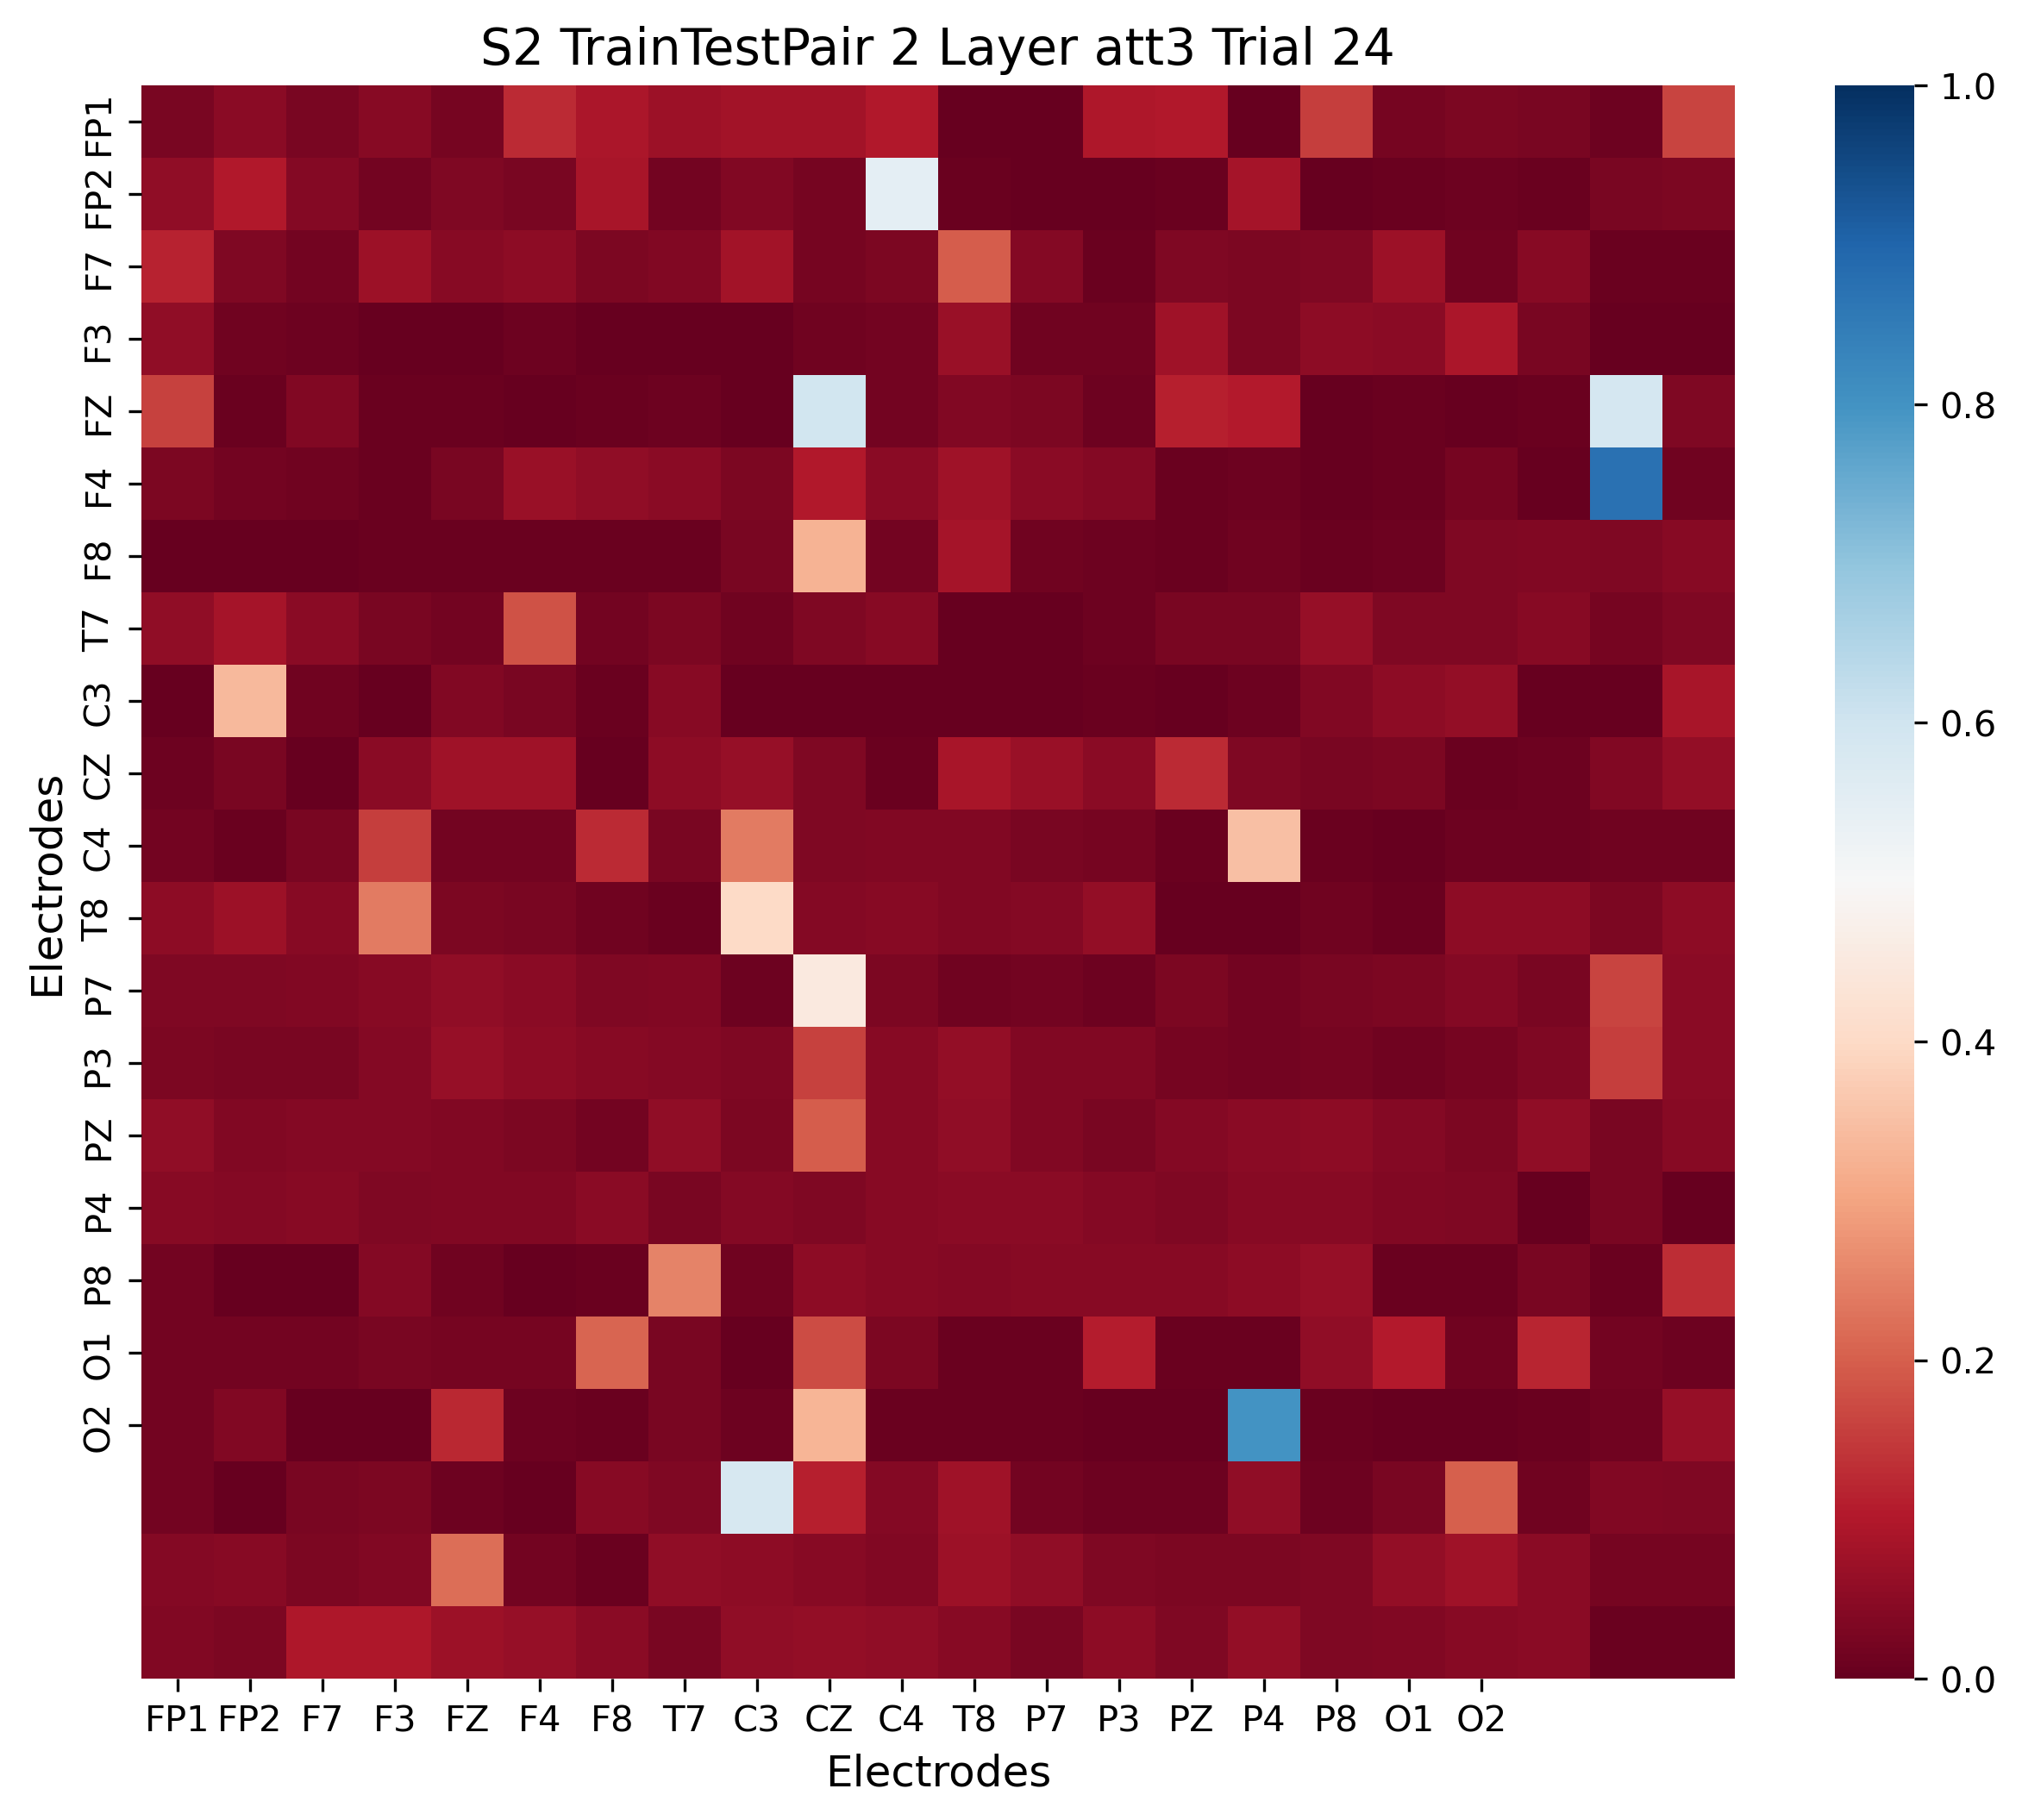 S2 TrainTestPair 2 Layer att3 Trial 24
Electrodes
FP1
FP2
F7
F3
FZ
F4
F8
T7
C3
CZ
C4
T8
P7
P3
PZ
P4
P8
O1
O2
FP1 FP2 F7 F3 FZ F4 F8 T7 C3 CZ C4 T8 P7 P3 PZ P4 P8 O1 O2
Electrodes
1.0
0.8
0.6
0.4
0.2
0.0